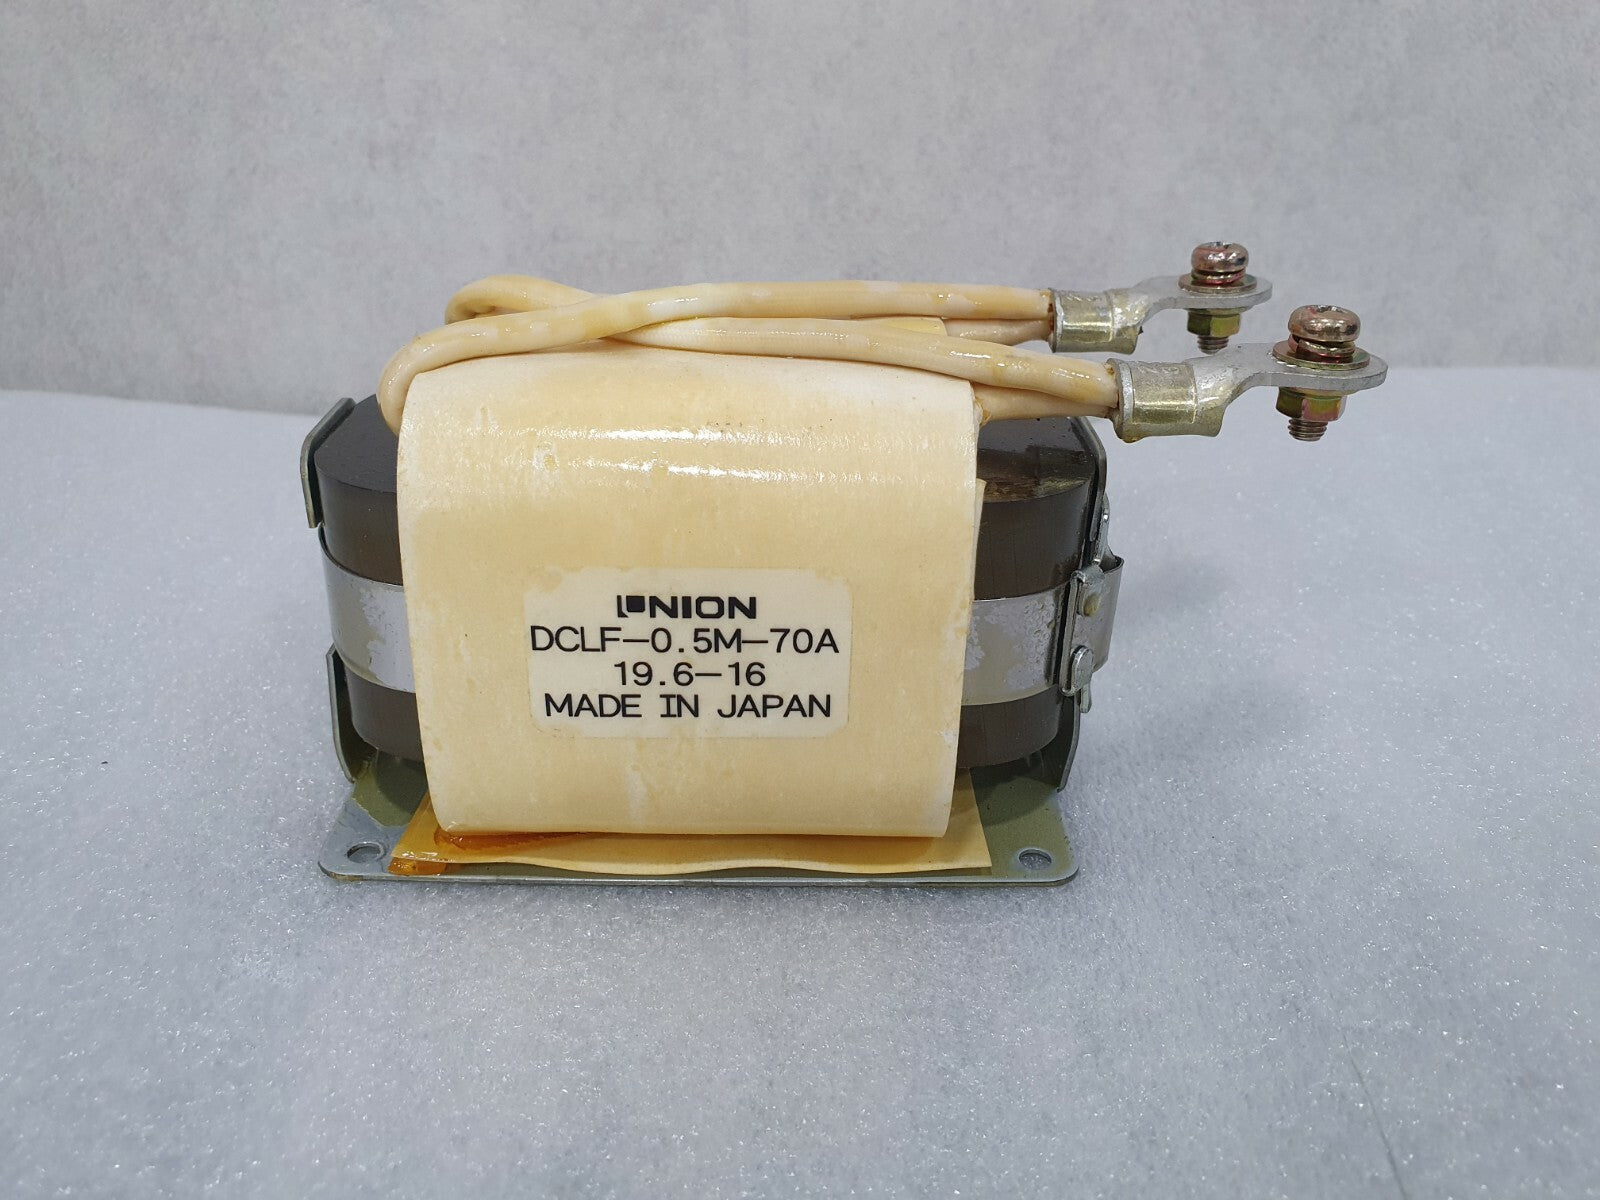 UNION
DCLF-0.5M-70A
19.6-16
MADE IN JAPAN